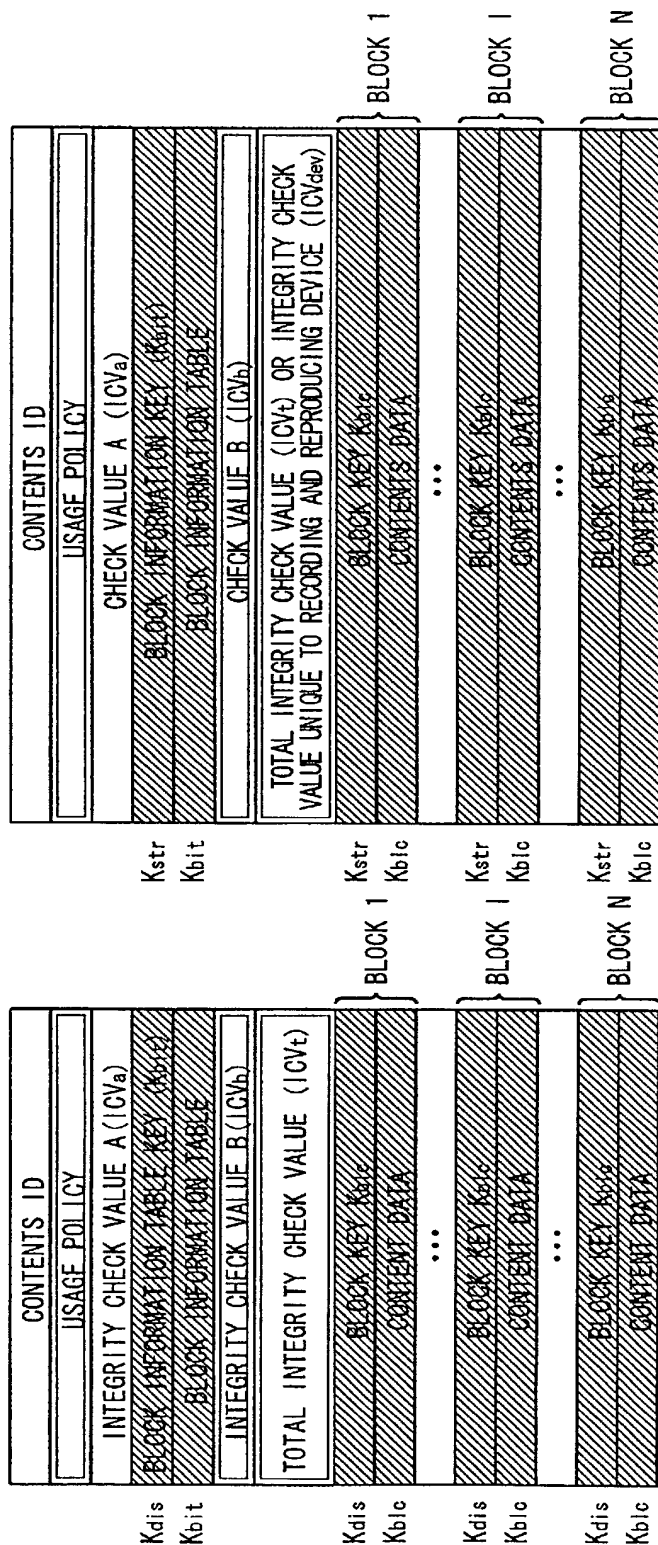 CONTENTS ID
USAGE POLICY
INTEGRITY CHECK VALUE A (ICVa)
Kdis BLOCK INFORMATION TABLE KEY (Kbit)
Kbit BLOCK INFORMATION TABLE
INTEGRITY CHECK VALUE B (ICVb)
TOTAL INTEGRITY CHECK VALUE (ICVt)
Kdis BLOCK KEY Kblc
Kblc CONTENT DATA
BLOCK 1
•••
Kdis BLOCK KEY Kblc
Kblc CONTENT DATA
BLOCK I
•••
Kdis BLOCK KEY Kblc
Kblc CONTENT DATA
BLOCK N
CONTENTS ID
USAGE POLICY
CHECK VALUE A (ICVa)
Kstr BLOCK INFORMATION KEY (Kbit)
Kbit BLOCK INFORMATION TABLE
CHECK VALUE B (ICVb)
TOTAL INTEGRITY CHECK VALUE (ICVt) OR INTEGRITY CHECK
VALUE UNIQUE TO RECORDING AND REPRODUCING DEVICE (ICVdev)
Kstr BLOCK KEY Kblc
Kblc CONTENTS DATA
BLOCK 1
•••
Kstr BLOCK KEY Kblc
Kblc CONTENTS DATA
BLOCK I
•••
Kstr BLOCK KEY Kblc
Kblc CONTENTS DATA
BLOCK N